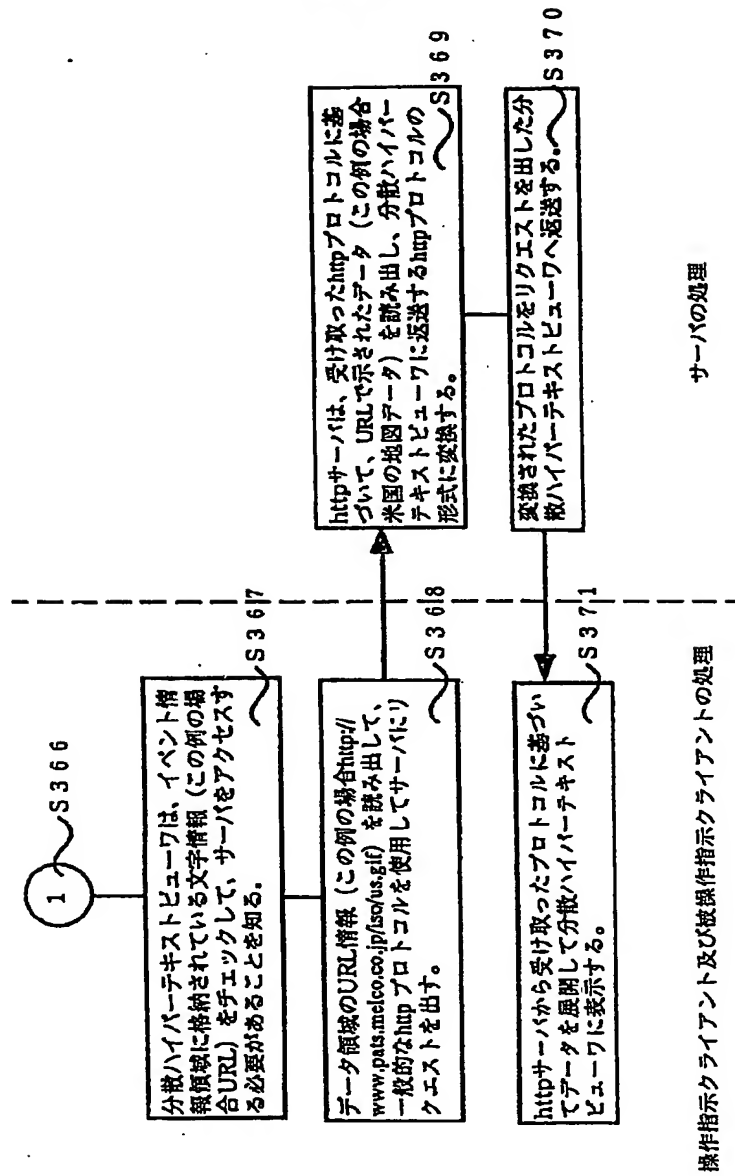 1
S366
分散ハイパーテキストビューワは、イベント情
報領域に格納されている文字情報(この例の場
合URL)をチェックして、サーバをアクセスす
る必要があることを知る。
S367
データ領域のURL情報(この例の場合http://
www.pats.melco.co.jp/iso/us.gif)を読み出して、
一般的なhttpプロトコルを使用してサーバにリ
クエストを出す。
S368
httpサーバは、受け取ったhttpプロトコルに基
づいて、URLで示されたデータ(この例の場合
米国の地図データ)を読み出し、分散ハイパー
テキストビューワに返送するhttpプロトコルの
形式に変換する。
S369
変換されたプロトコルをリクエストを出した分
散ハイパーテキストビューワへ返送する。
S370
httpサーバから受け取ったプロトコルに基づい
てデータを展開して分散ハイパーテキスト
ビューワに表示する。
S371
操作指示クライアント及び被操作指示クライアントの処理
サーバの処理